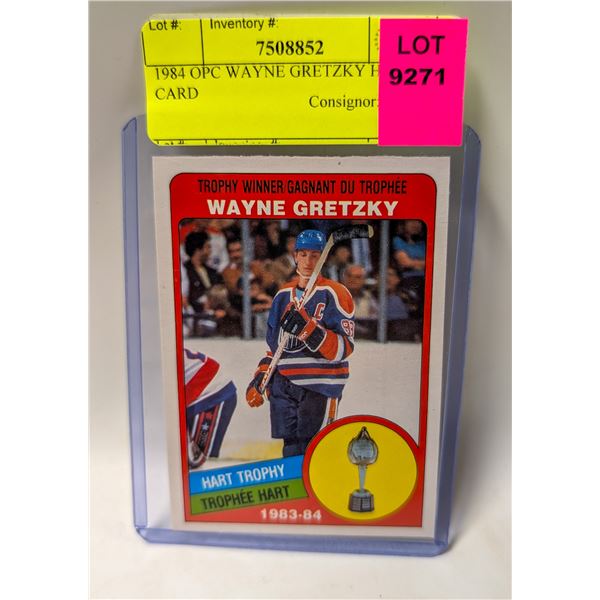 Lot #:
Inventory #:
7508852
LOT
9271
1984 OPC WAYNE GRETZKY H
CARD
Consignor:
TROPHY WINNER/GAGNANT DU TROPHÉE
WAYNE GRETZKY
C
HART TROPHY
TROPHÉE HART
1983-84